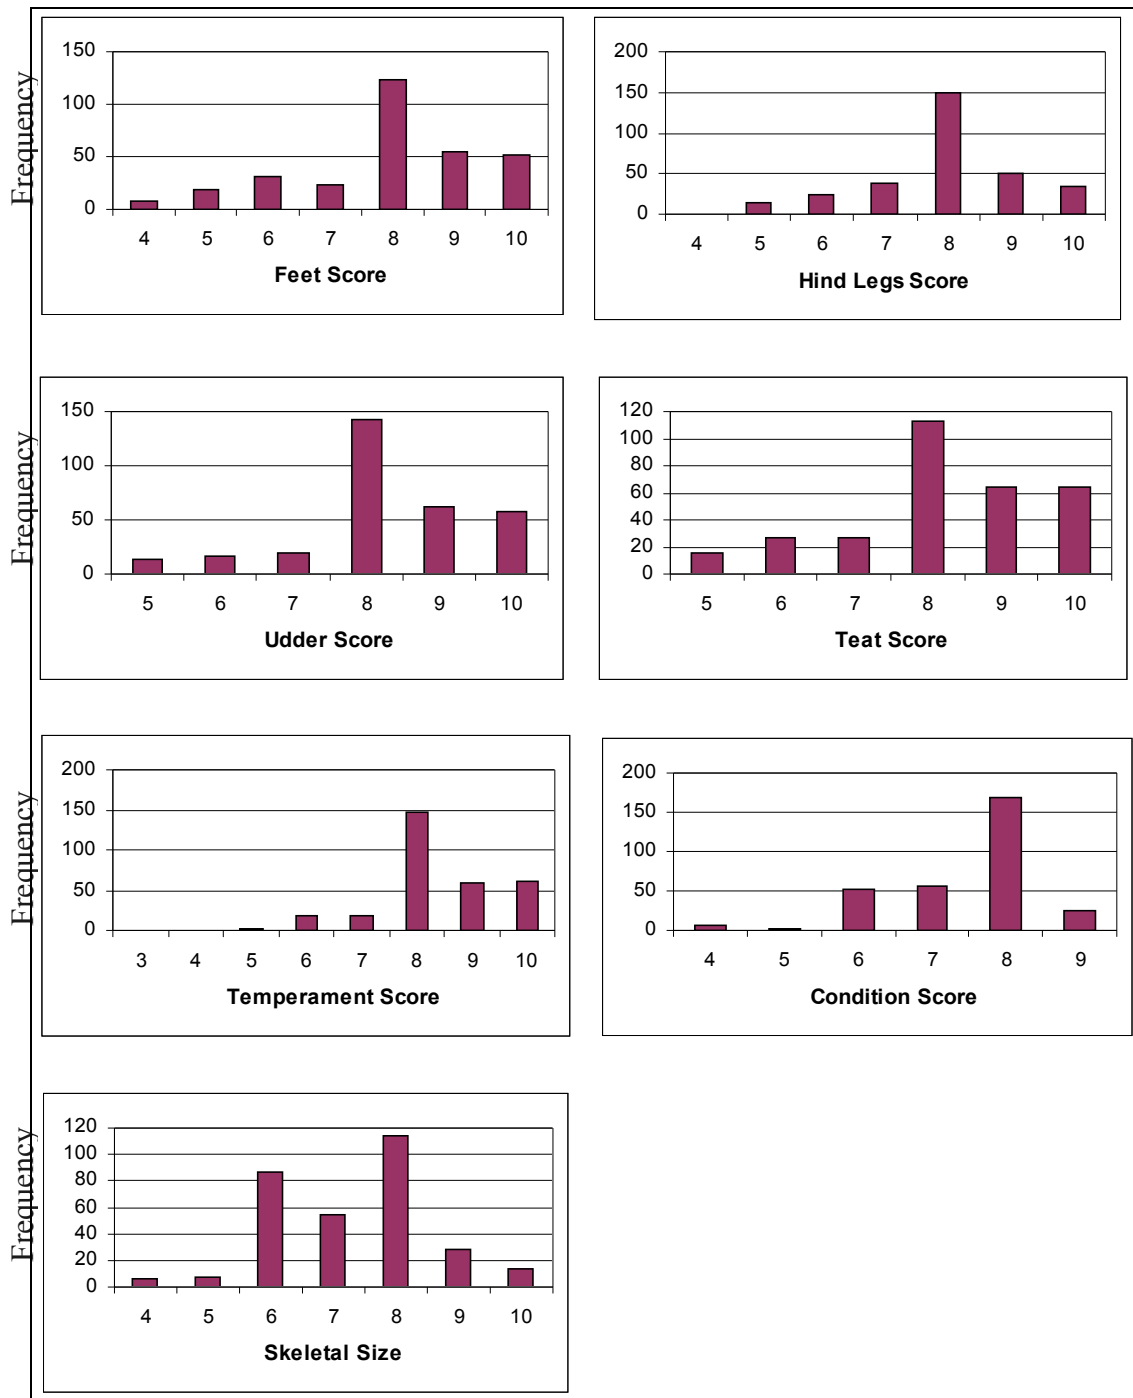 Frequency
150
100
50
0
4 5 6 7 8 9 10
Feet Score
200
150
100
50
0
4 5 6 7 8 9 10
Hind Legs Score
Frequency
150
100
50
0
5 6 7 8 9 10
Udder Score
120
100
80
60
40
20
0
5 6 7 8 9 10
Teat Score
Frequency
200
150
100
50
0
3 4 5 6 7 8 9 10
Temperament Score
200
150
100
50
0
4 5 6 7 8 9
Condition Score
Frequency
120
100
80
60
40
20
0
4 5 6 7 8 9 10
Skeletal Size